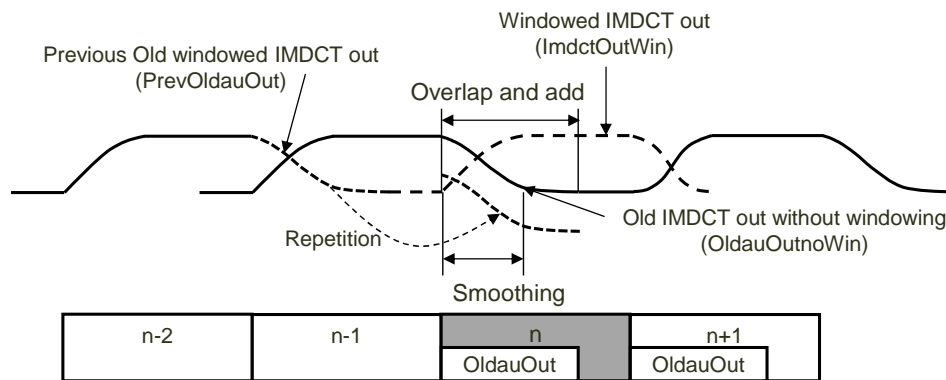 Windowed IMDCT out
(ImdctOutWin)
Previous Old windowed IMDCT out
(PrevOldauOut)
Overlap and add
Repetition
Old IMDCT out without windowing
(OldauOutnoWin)
Smoothing
n-2
n-1
n
n+1
OldauOut
OldauOut